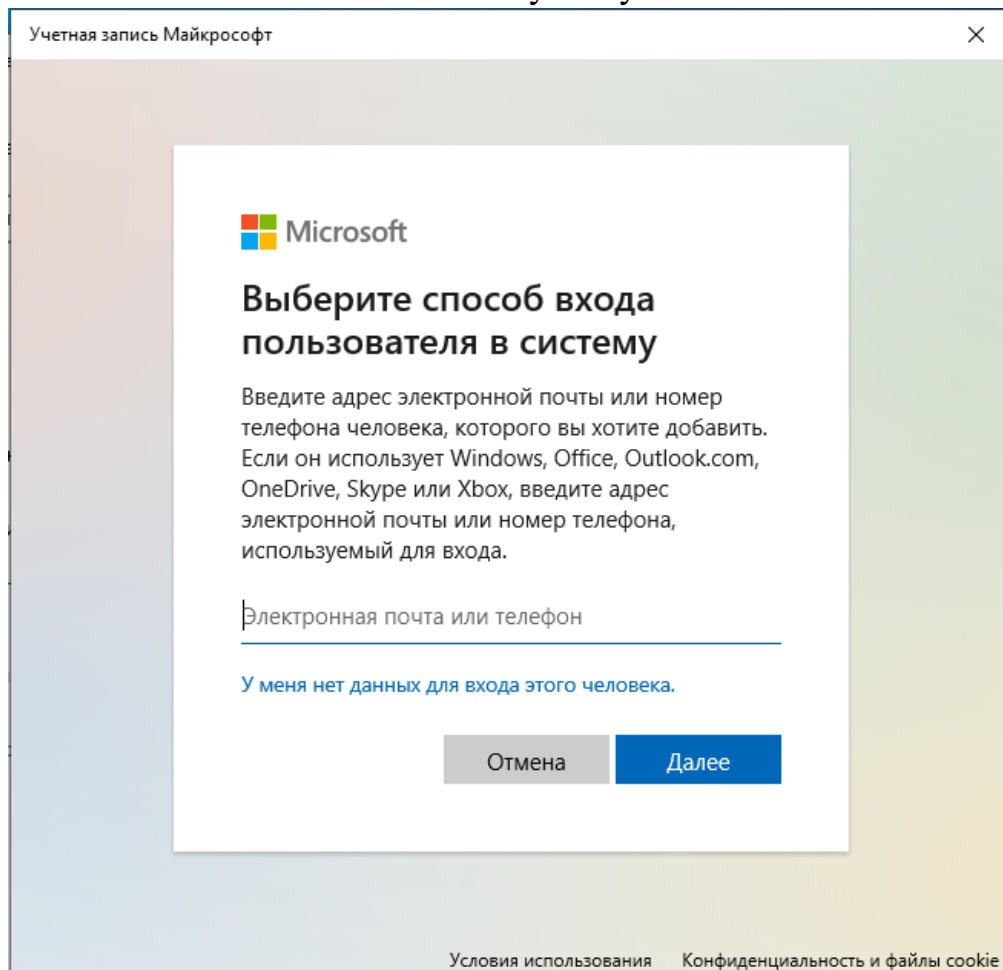 Учетная запись Майкрософт
Microsoft
Выберите способ входа
пользователя в систему
Введите адрес электронной почты или номер
телефона человека, которого вы хотите добавить.
Если он использует Windows, Office, Outlook.com,
OneDrive, Skype или Xbox, введите адрес
электронной почты или номер телефона,
используемый для входа.
Электронная почта или телефон
У меня нет данных для входа этого человека.
Отмена
Далее
Условия использования
Конфиденциальность и файлы cookie